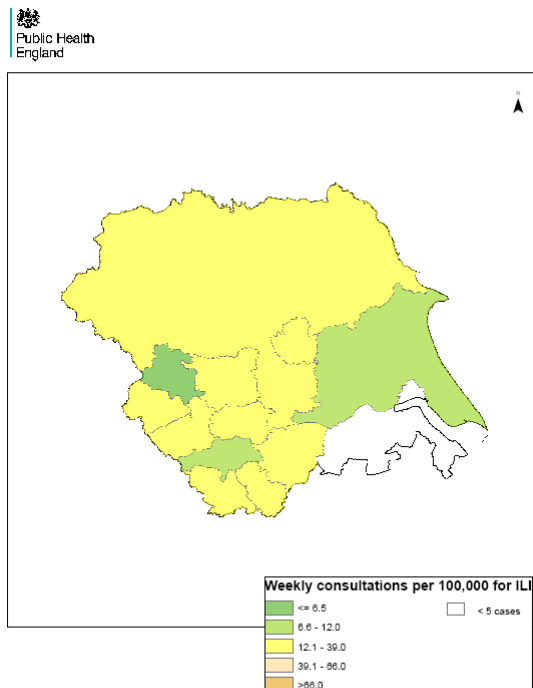 Public Health
England
N
Weekly consultations per 100,000 for ILI
<= 6.5
< 5 cases
6.6 - 12.0
12.1 - 39.0
39.1 - 66.0
>66.0